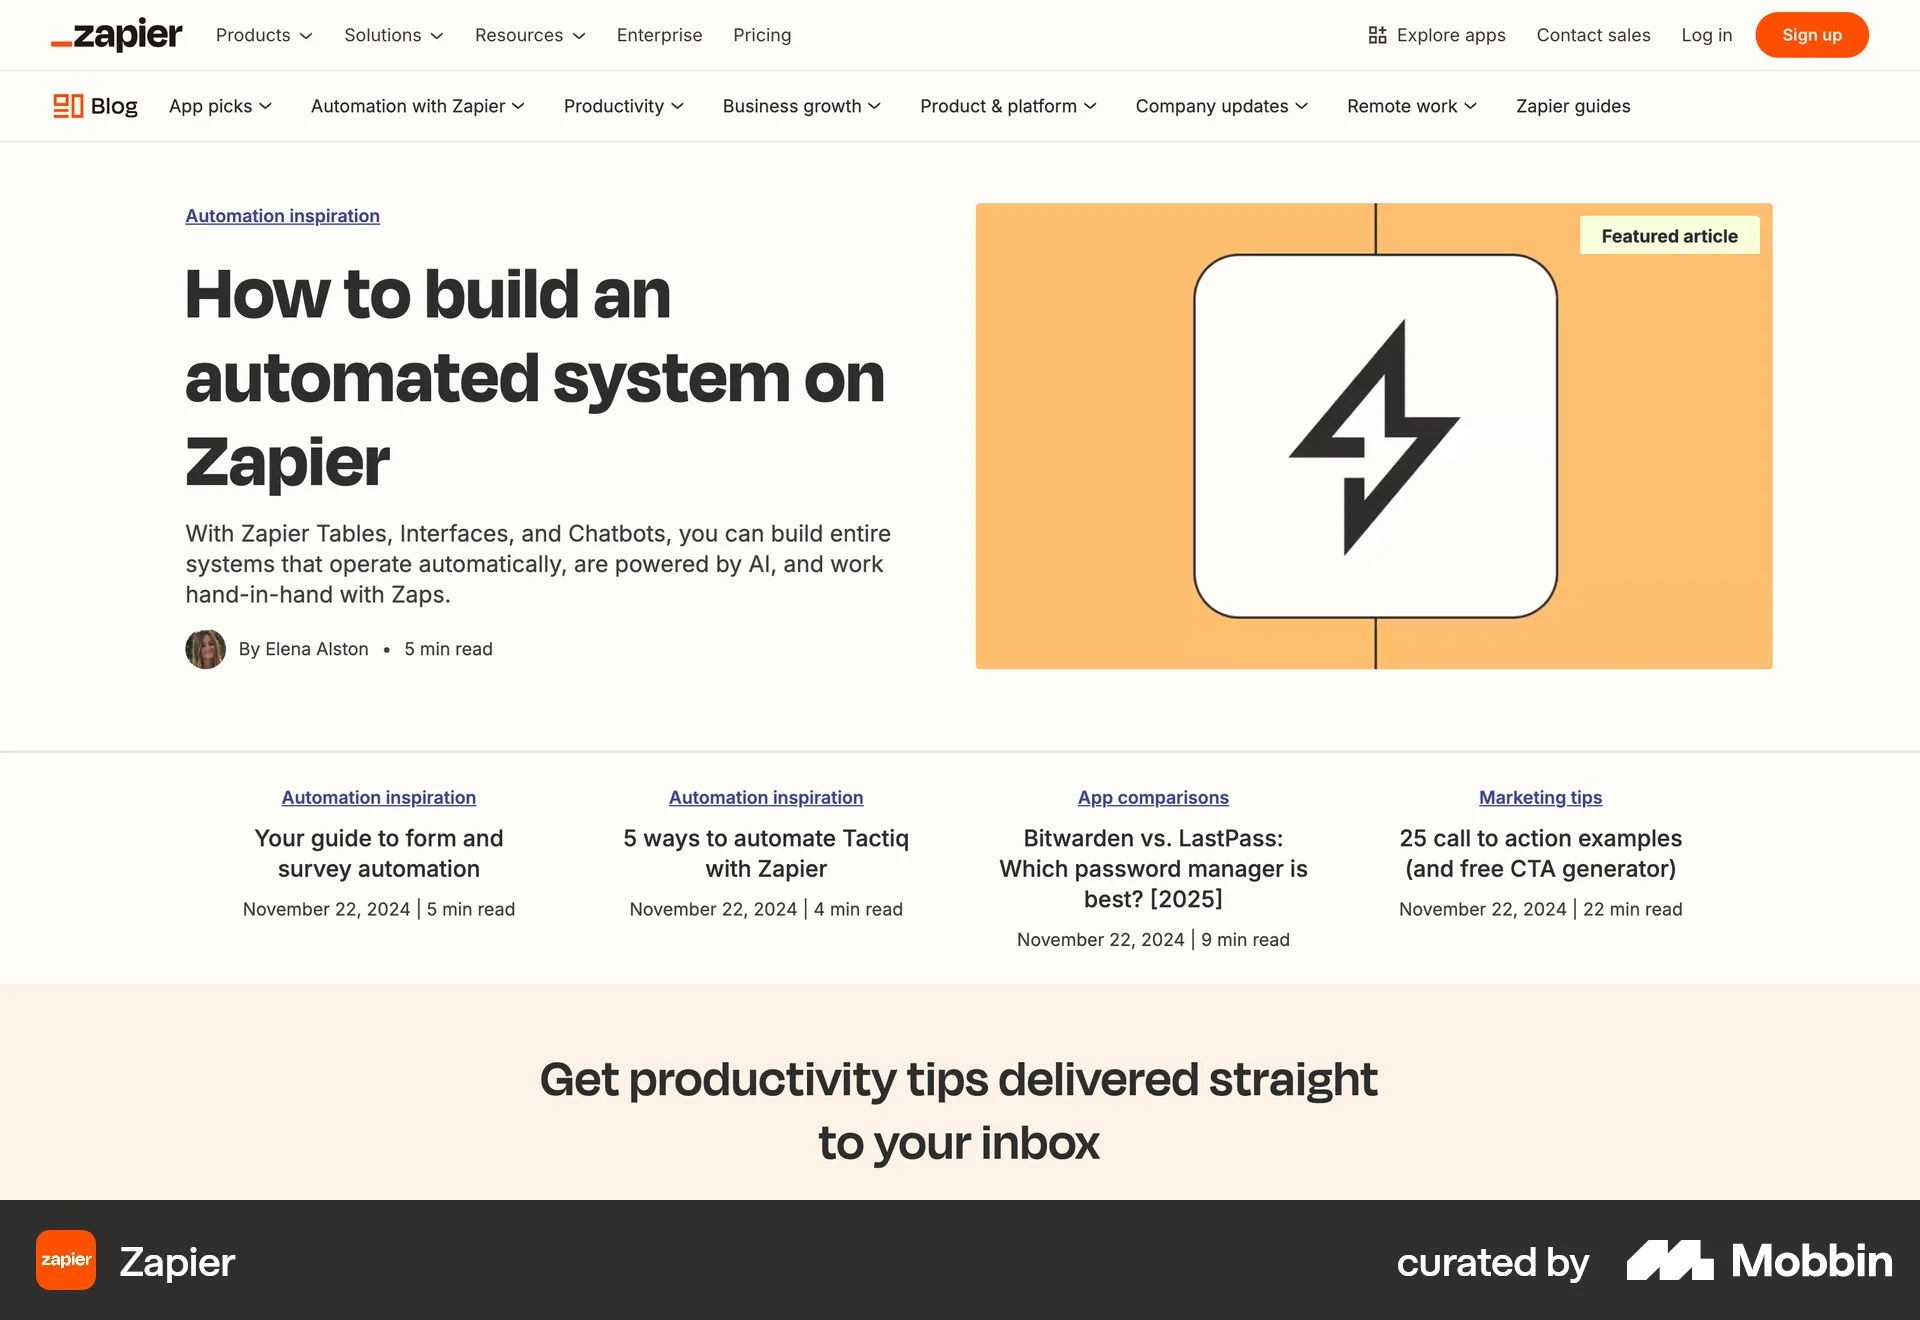 zapier Products Solutions Resources Enterprise Pricing Explore apps Contact sales Log in Sign up
Blog App picks Automation with Zapier Productivity Business growth Product & platform Company updates Remote work Zapier guides
Automation inspiration
How to build an
automated system on
Zapier
With Zapier Tables, Interfaces, and Chatbots, you can build entire
systems that operate automatically, are powered by AI, and work
hand-in-hand with Zaps.
By Elena Alston • 5 min read
Featured article
Automation inspiration
Your guide to form and
survey automation
November 22, 2024 | 5 min read
Automation inspiration
5 ways to automate Tactiq
with Zapier
November 22, 2024 | 4 min read
App comparisons
Bitwarden vs. LastPass:
Which password manager is
best? [2025]
November 22, 2024 | 9 min read
Marketing tips
25 call to action examples
(and free CTA generator)
November 22, 2024 | 22 min read
Get productivity tips delivered straight
to your inbox
zapier Zapier
curated by Mobbin